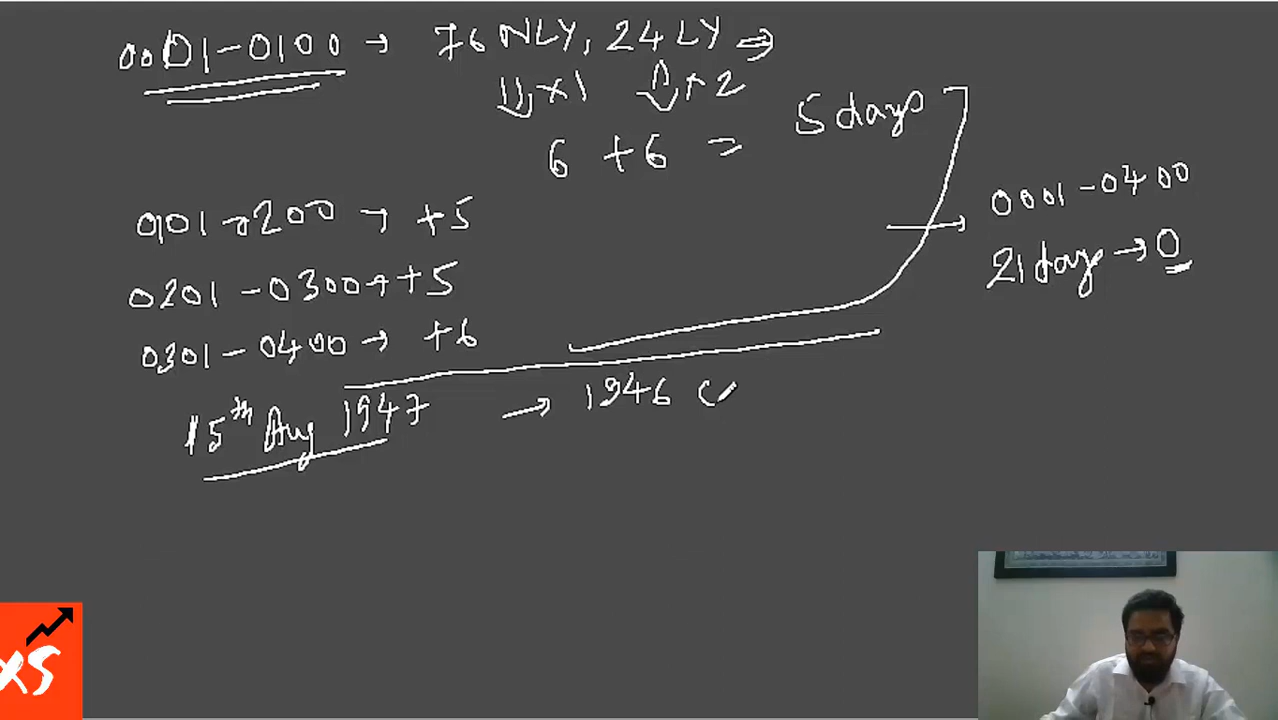 0001-0100 → 76 NLY, 24 LY ⇒
↓ ×1 ↓ × 2
6 + 6 = 5 days
0101 → 200 → +5
0201 - 0300 → +5
0301 - 0400 → +6
0001-0400
21 days → 0
15th Aug 1947 → 1946 c
XS